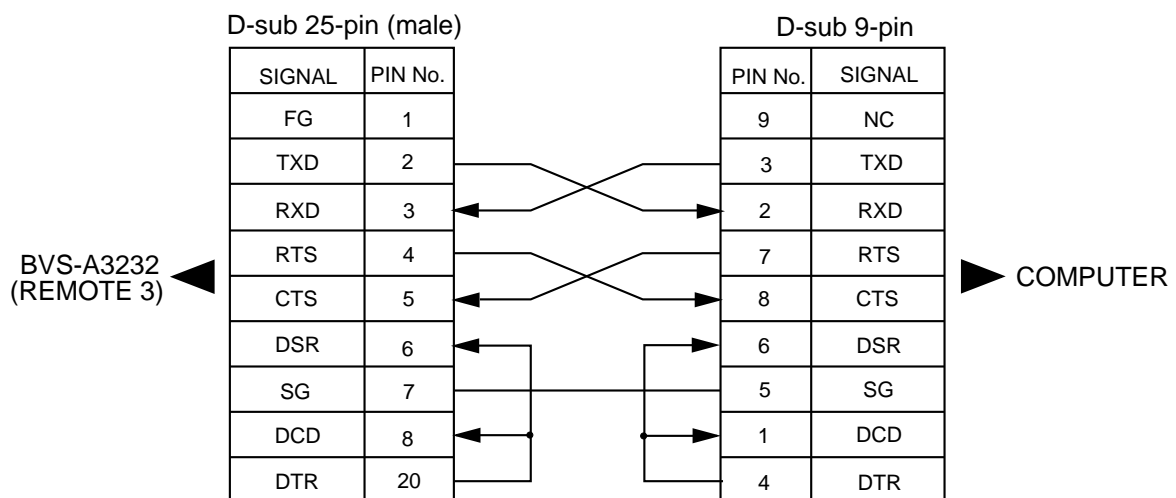 D-sub 25-pin (male)
D-sub 9-pin
SIGNAL PIN No.
FG 1
TXD 2
RXD 3
RTS 4
CTS 5
DSR 6
SG 7
DCD 8
DTR 20
PIN No. SIGNAL
9 NC
3 TXD
2 RXD
7 RTS
8 CTS
6 DSR
5 SG
1 DCD
4 DTR
BVS-A3232
(REMOTE 3)
COMPUTER